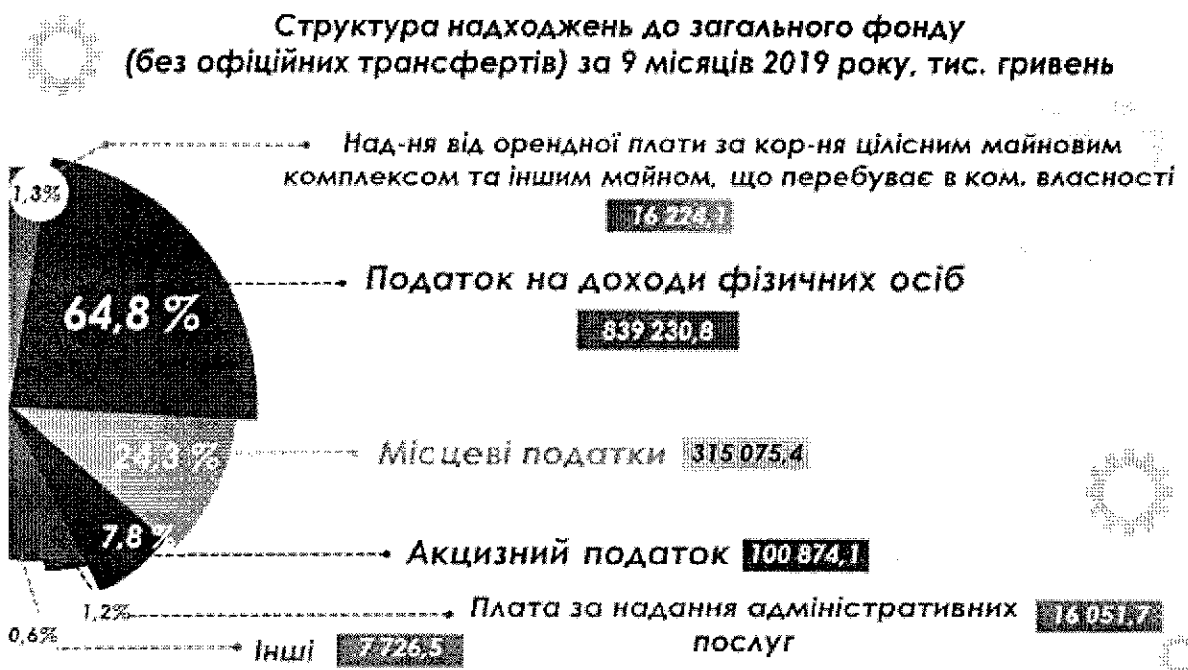 Структура надходжень до загального фонду
(без офіційних трансфертів) за 9 місяців 2019 року, тис. гривень
Над-ня від орендної плати за кор-ня цілісним майновим
комплексом та іншим майном, що перебуває в ком. власності
1,3%
16 224,1
Податок на доходи фізичних осіб
64,8 %
839 230,8
24,3 %
Місцеві податки 315 075,4
7,8 %
Акцизний податок 100 874,1
1,2%
Плата за надання адміністративних
послуг
16 051,7
0,6%
Інші 7 726,5